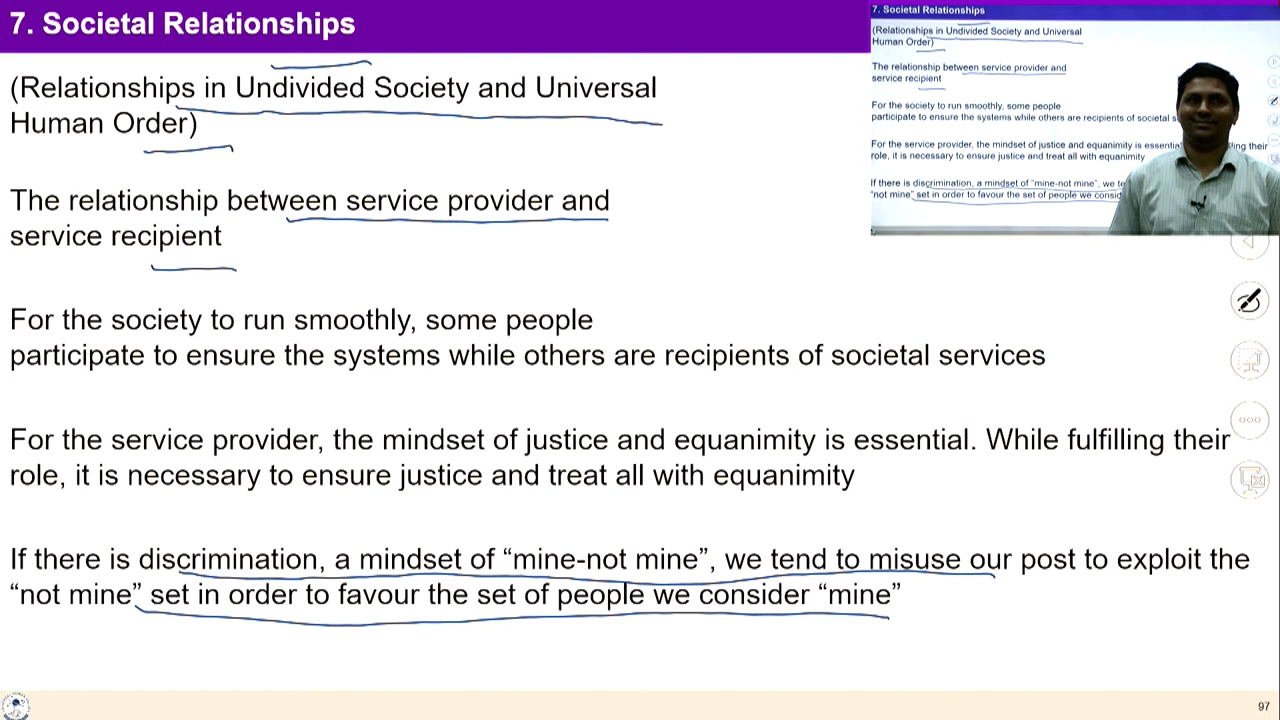 7. Societal Relationships
(Relationships in Undivided Society and Universal
Human Order)
The relationship between service provider and
service recipient
For the society to run smoothly, some people
participate to ensure the systems while others are recipients of societal services
For the service provider, the mindset of justice and equanimity is essential. While fulfilling their
role, it is necessary to ensure justice and treat all with equanimity
If there is discrimination, a mindset of “mine-not mine”, we tend to misuse our post to exploit the
“not mine” set in order to favour the set of people we consider “mine”
7. Societal Relationships
(Relationships in Undivided Society and Universal
Human Order)
The relationship between service provider and
service recipient
For the society to run smoothly, some people
participate to ensure the systems while others are recipients of societal
For the service provider, the mindset of justice and equanimity is their
role, it is necessary to ensure justice and treat all with equanimity
If there is discrimination, a mindset of “mine-not mine”, we
“not mine” set in order to favour the set of people we
97